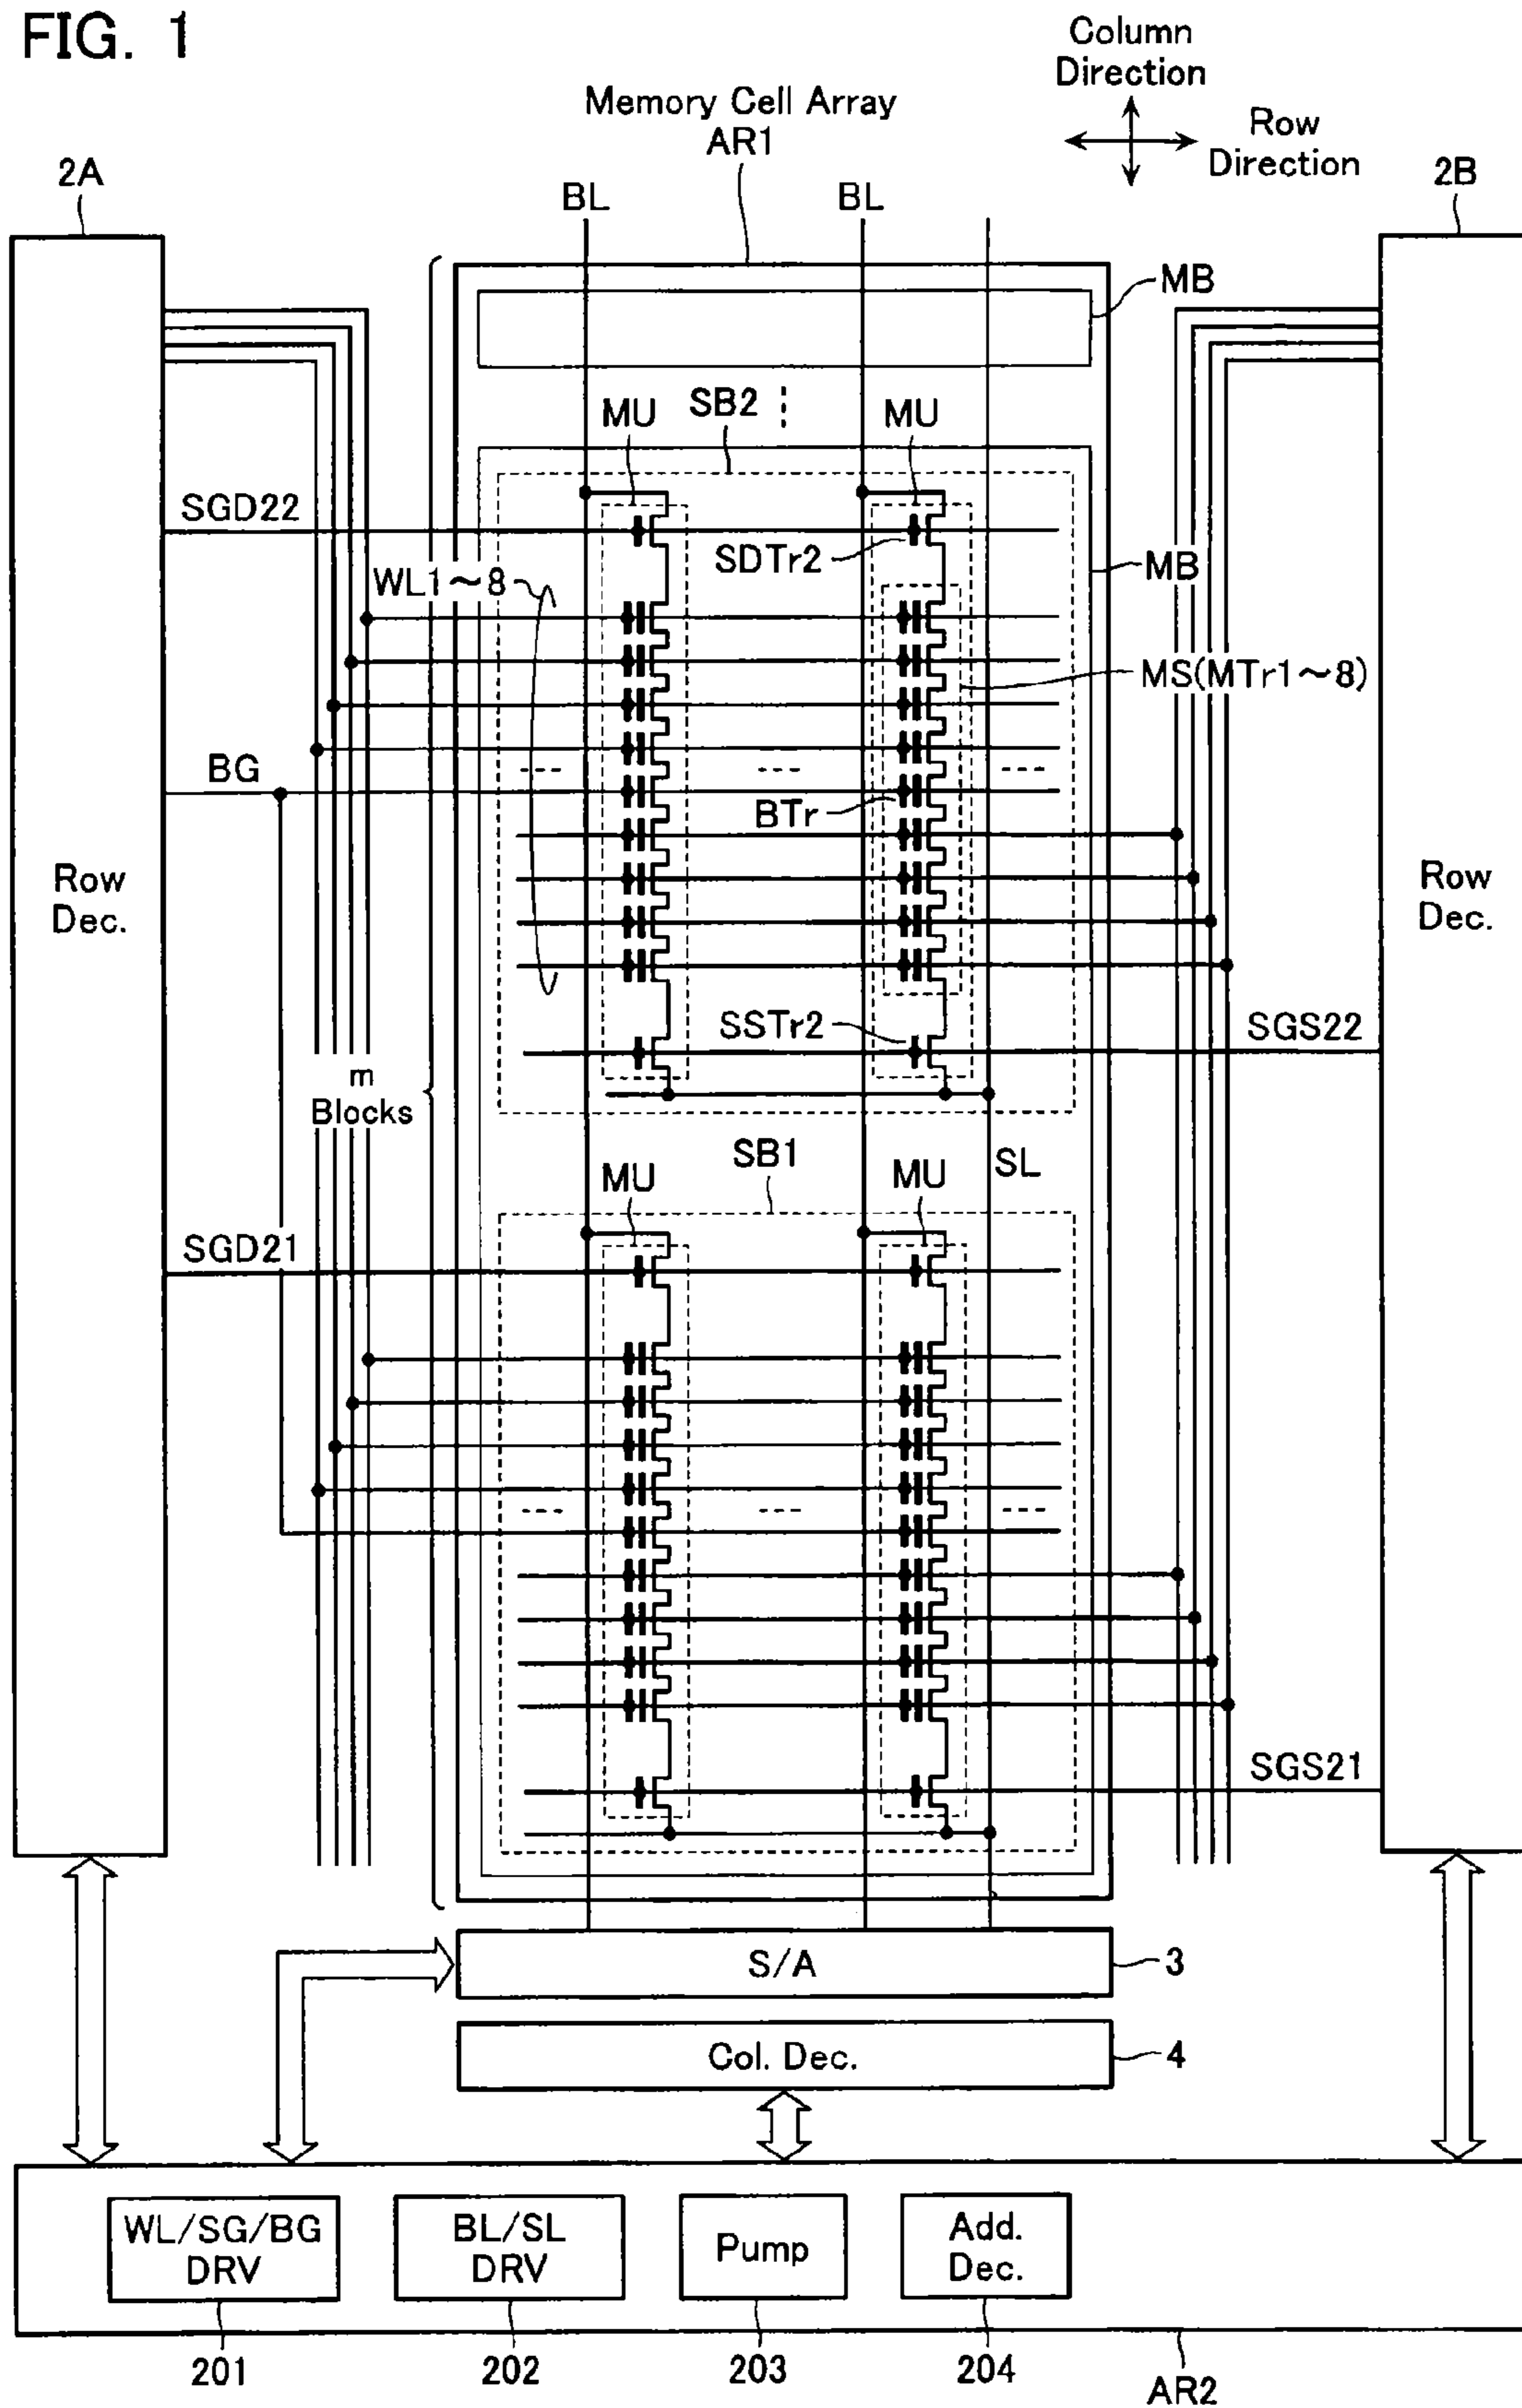 FIG. 1
Column
Direction
Row
Direction
Memory Cell Array
AR1
2A
2B
BL
BL
MB
MU
SB2
MU
SGD22
SDTr2
MB
WL1～8
MS(MTr1～8)
BG
BTr
Row
Dec.
Row
Dec.
SSTr2
SGS22
m
Blocks
SB1
SL
MU
MU
SGD21
SGS21
S/A
3
Col. Dec.
4
WL/SG/BG
DRV
BL/SL
DRV
Pump
Add.
Dec.
201
202
203
204
AR2